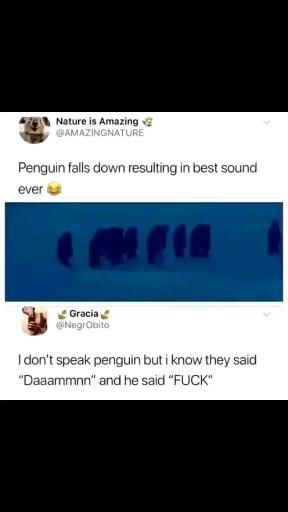 Nature is Amazing 🌿
@AMAZINGNATURE
Penguin falls down resulting in best sound
ever 😂
🌿Gracia🌿
@NegrObito
I don't speak penguin but i know they said
"Daaammnn" and he said "FUCK"